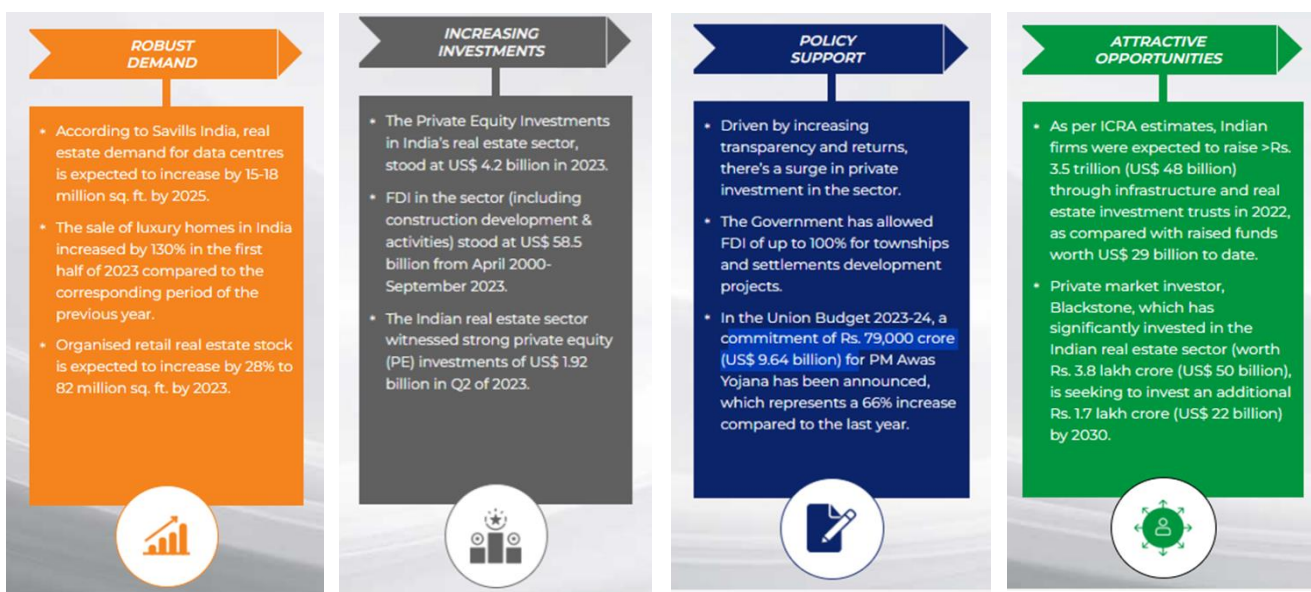 ROBUST
DEMAND
* According to Savills India, real
estate demand for data centres
is expected to increase by 15-18
million sq. ft. by 2025.
* The sale of luxury homes in India
increased by 130% in the first
half of 2023 compared to the
corresponding period of the
previous year.
* Organised retail real estate stock
is expected to increase by 28% to
82 million sq. ft. by 2023.
INCREASING
INVESTMENTS
* The Private Equity Investments
in India's real estate sector,
stood at US$ 4.2 billion in 2023.
* FDI in the sector (including
construction development &
activities) stood at US$ 58.5
billion from April 2000-
September 2023.
* The Indian real estate sector
witnessed strong private equity
(PE) investments of US$ 1.92
billion in Q2 of 2023.
POLICY
SUPPORT
* Driven by increasing
transparency and returns,
there's a surge in private
investment in the sector.
* The Government has allowed
FDI of up to 100% for townships
and settlements development
projects.
* In the Union Budget 2023-24, a
commitment of Rs. 79,000 crore
(US$ 9.64 billion) for PM Awas
Yojana has been announced,
which represents a 66% increase
compared to the last year.
ATTRACTIVE
OPPORTUNITIES
* As per ICRA estimates, Indian
firms were expected to raise >Rs.
3.5 trillion (US$ 48 billion)
through infrastructure and real
estate investment trusts in 2022,
as compared with raised funds
worth US$ 29 billion to date.
* Private market investor,
Blackstone, which has
significantly invested in the
Indian real estate sector (worth
Rs. 3.8 lakh crore (US$ 50 billion),
is seeking to invest an additional
Rs. 1.7 lakh crore (US$ 22 billion)
by 2030.